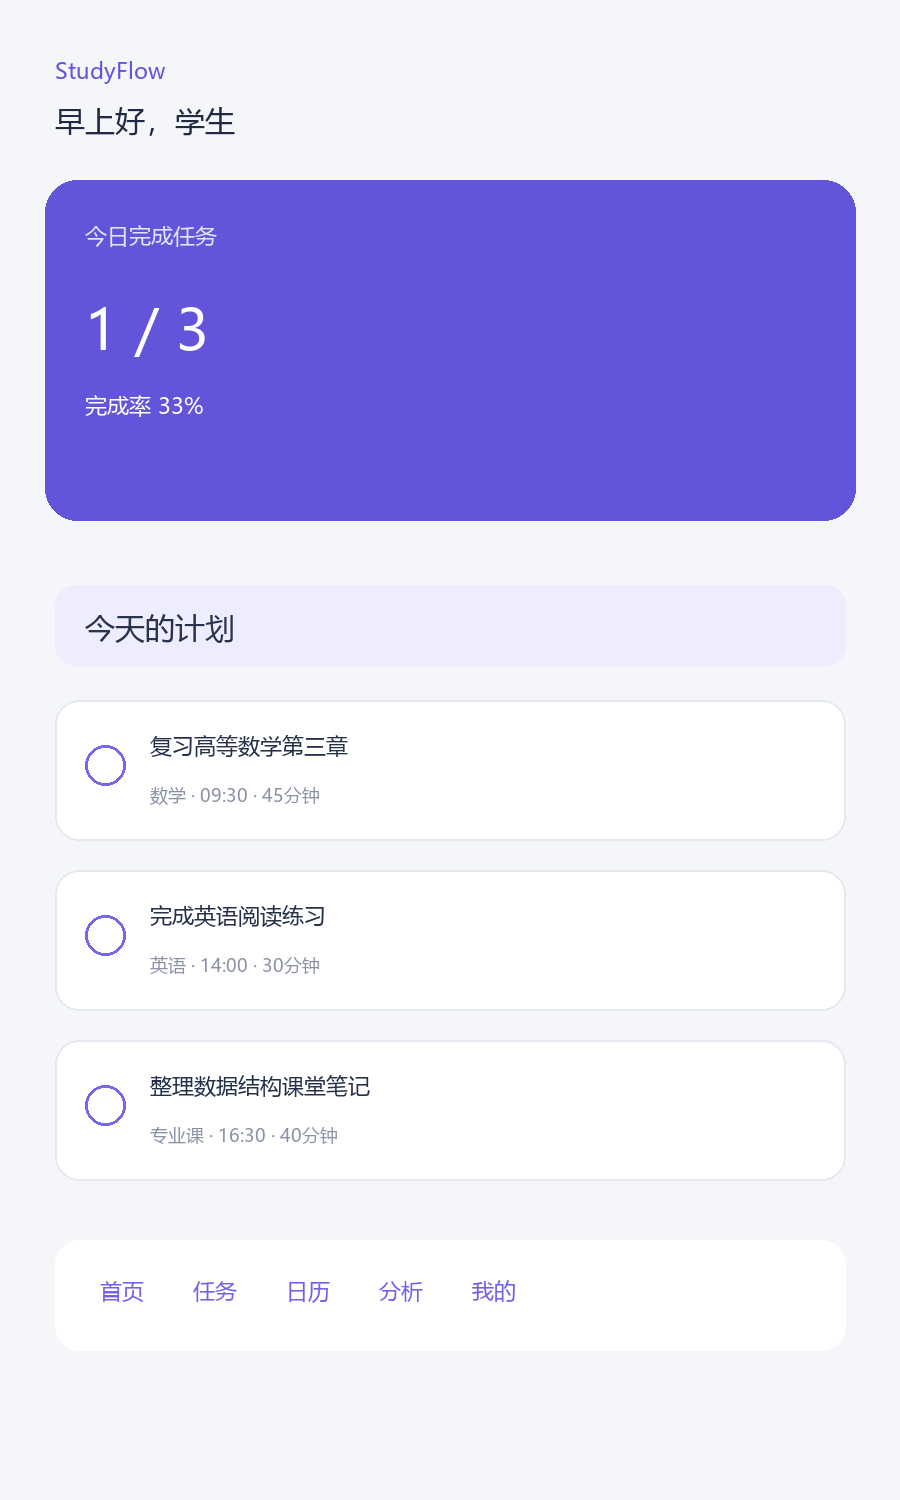 StudyFlow
早上好，学生
今日完成任务
1 / 3
完成率 33%
今天的计划
复习高等数学第三章
数学 · 09:30 · 45分钟
完成英语阅读练习
英语 · 14:00 · 30分钟
整理数据结构课堂笔记
专业课 · 16:30 · 40分钟
首页 任务 日历 分析 我的